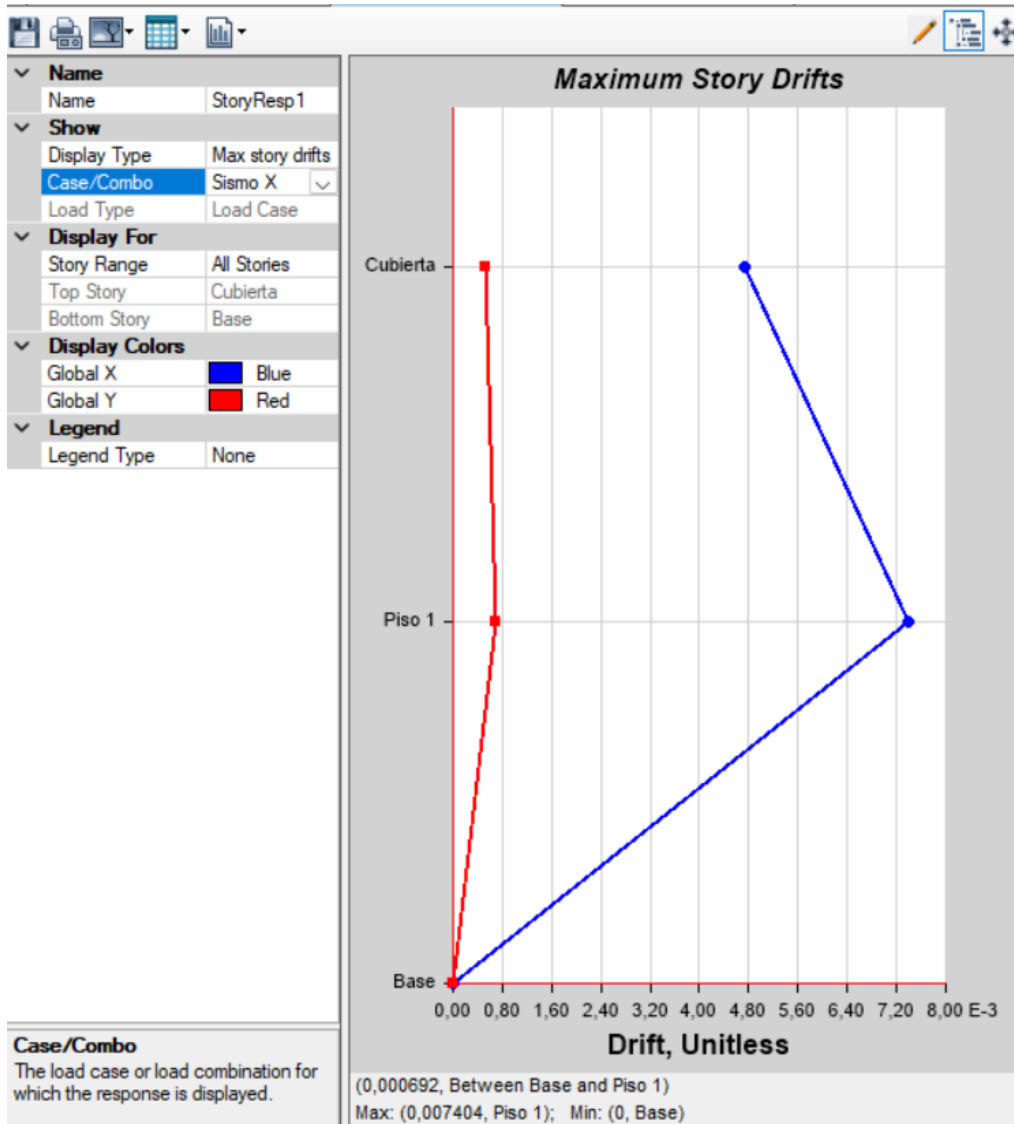 Name
Name StoryResp1
Show
Display Type Max story drifts
Case/Combo Sismo X
Load Type Load Case
Display For
Story Range All Stories
Top Story Cubierta
Bottom Story Base
Display Colors
Global X Blue
Global Y Red
Legend
Legend Type None
Case/Combo
The load case or load combination for
which the response is displayed.
Maximum Story Drifts
Cubierta
Piso 1
Base
0,00 0,80 1,60 2,40 3,20 4,00 4,80 5,60 6,40 7,20 8,00 E-3
Drift, Unitless
(0,000692, Between Base and Piso 1)
Max: (0,007404, Piso 1); Min: (0, Base)